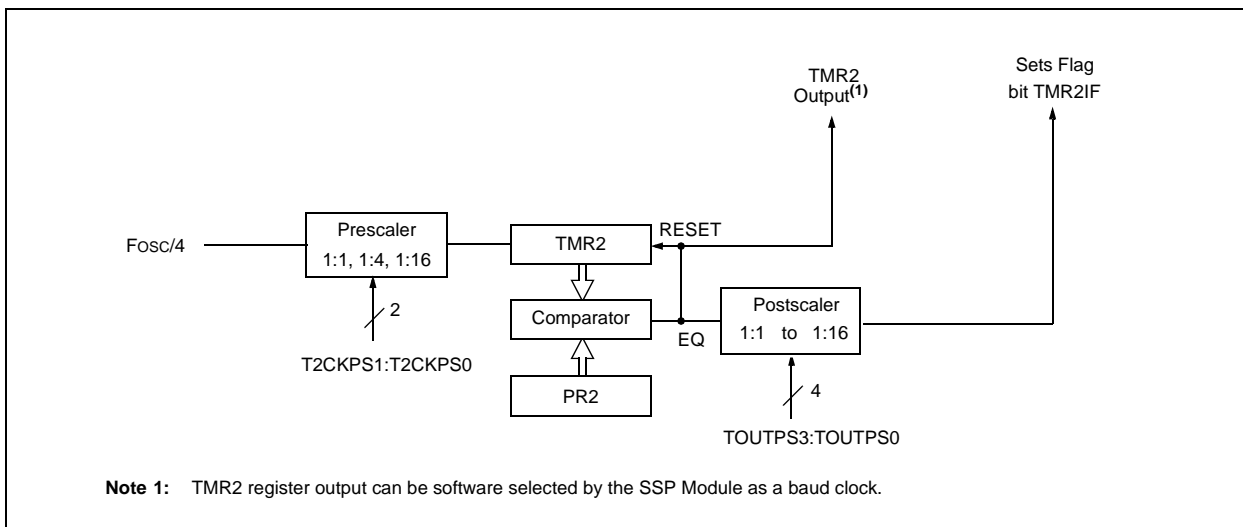 TMR2
Output(1)
Sets Flag
bit TMR2IF
FOSC/4
Prescaler
1:1, 1:4, 1:16
2
T2CKPS1:T2CKPS0
TMR2
RESET
Comparator
EQ
PR2
Postscaler
1:1 to 1:16
4
TOUTPS3:TOUTPS0
Note 1: TMR2 register output can be software selected by the SSP Module as a baud clock.